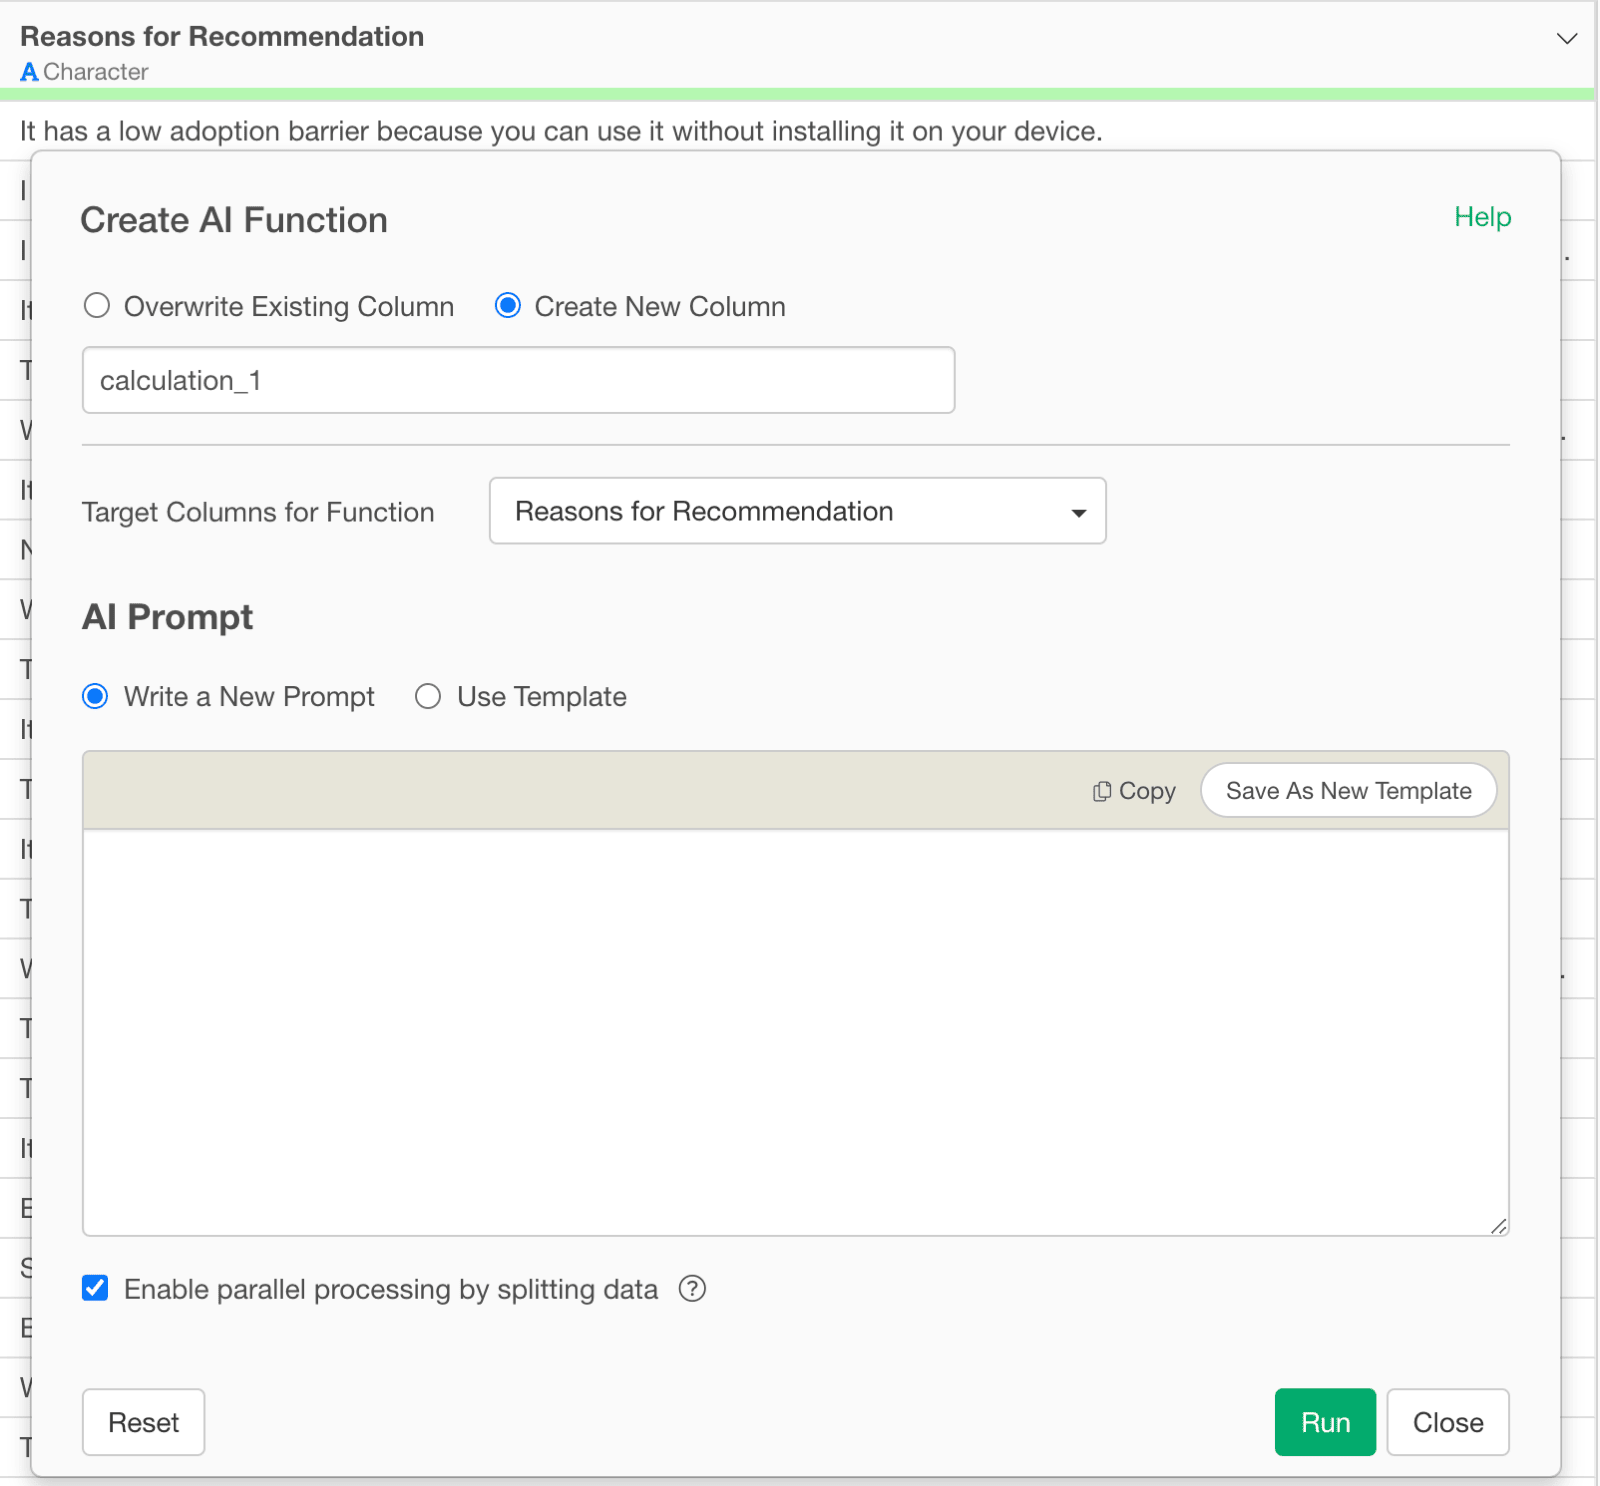 Reasons for Recommendation
A Character
It has a low adoption barrier because you can use it without installing it on your device.
Create AI Function
Help
Overwrite Existing Column Create New Column
calculation_1
Target Columns for Function Reasons for Recommendation
AI Prompt
Write a New Prompt Use Template
Copy Save As New Template
Enable parallel processing by splitting data ?
Reset Run Close